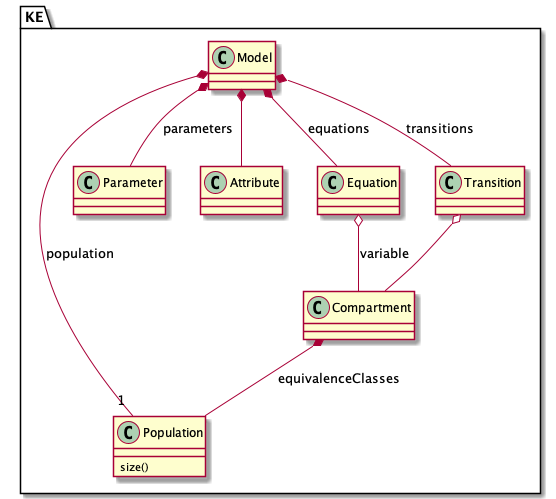 KE
C Model
parameters
equations
transitions
C Parameter
C Attribute
C Equation
C Transition
population
variable
C Compartment
equivalenceClasses
1
C Population
size()